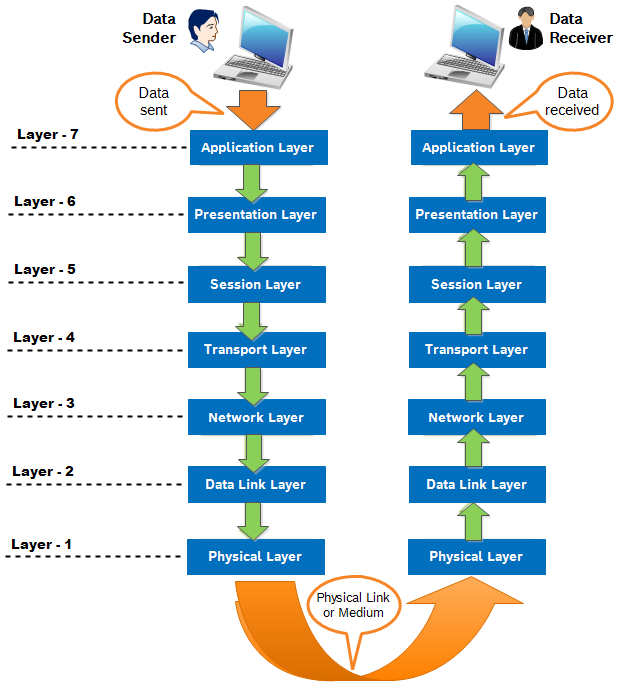 Data
Sender
Data
Receiver
Data
sent
Data
received
Layer - 7
Application Layer
Application Layer
Layer - 6
Presentation Layer
Presentation Layer
Layer - 5
Session Layer
Session Layer
Layer - 4
Transport Layer
Transport Layer
Layer - 3
Network Layer
Network Layer
Layer - 2
Data Link Layer
Data Link Layer
Layer - 1
Physical Layer
Physical Layer
Physical Link
or Medium